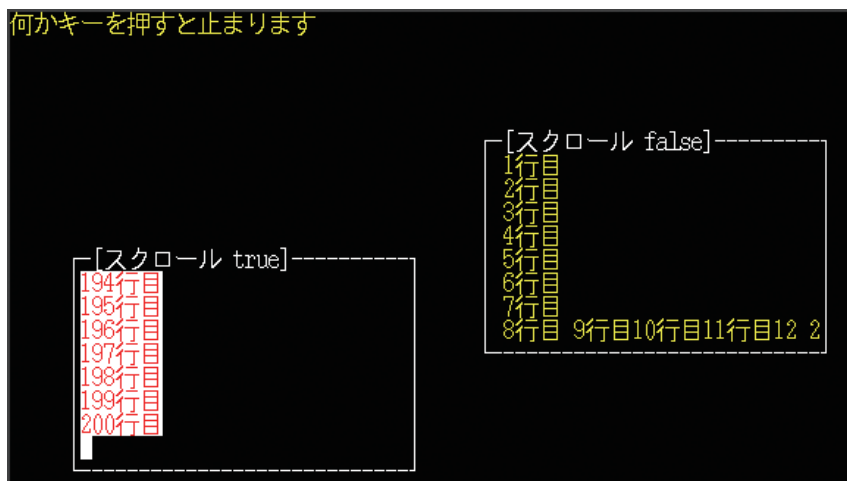 何かキーを押すと止まります
[スクロール false]
1行目
2行目
3行目
4行目
5行目
6行目
7行目
8行目 9行目10行目11行目12 2
[スクロール true]
194行目
195行目
196行目
197行目
198行目
199行目
200行目